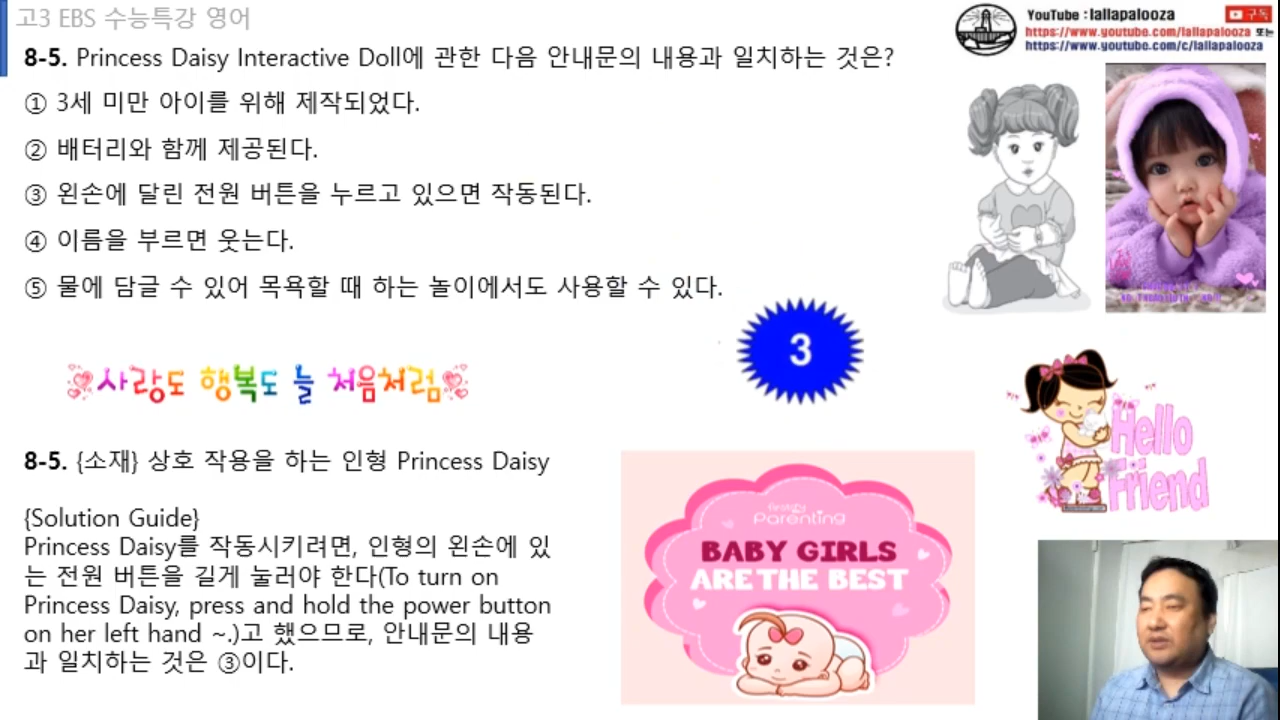 고3 EBS 수능특강 영어
YouTube : lallapalooza
구독
https://www.youtube.com/lallapalooza 또는
https://www.youtube.com/c/lallapalooza
8-5. Princess Daisy Interactive Doll에 관한 다음 안내문의 내용과 일치하는 것은?
① 3세 미만 아이를 위해 제작되었다.
② 배터리와 함께 제공된다.
③ 왼손에 달린 전원 버튼을 누르고 있으면 작동된다.
④ 이름을 부르면 웃는다.
⑤ 물에 담글 수 있어 목욕할 때 하는 놀이에서도 사용할 수 있다.
3
사랑도 행복도 늘 처음처럼
Hello
Friend
8-5. {소재} 상호 작용을 하는 인형 Princess Daisy
{Solution Guide}
Princess Daisy를 작동시키려면, 인형의 왼손에 있
는 전원 버튼을 길게 눌러야 한다(To turn on
Princess Daisy, press and hold the power button
on her left hand ~.)고 했으므로, 안내문의 내용
과 일치하는 것은 ③이다.
firstcry
Parenting
BABY GIRLS
ARE THE BEST